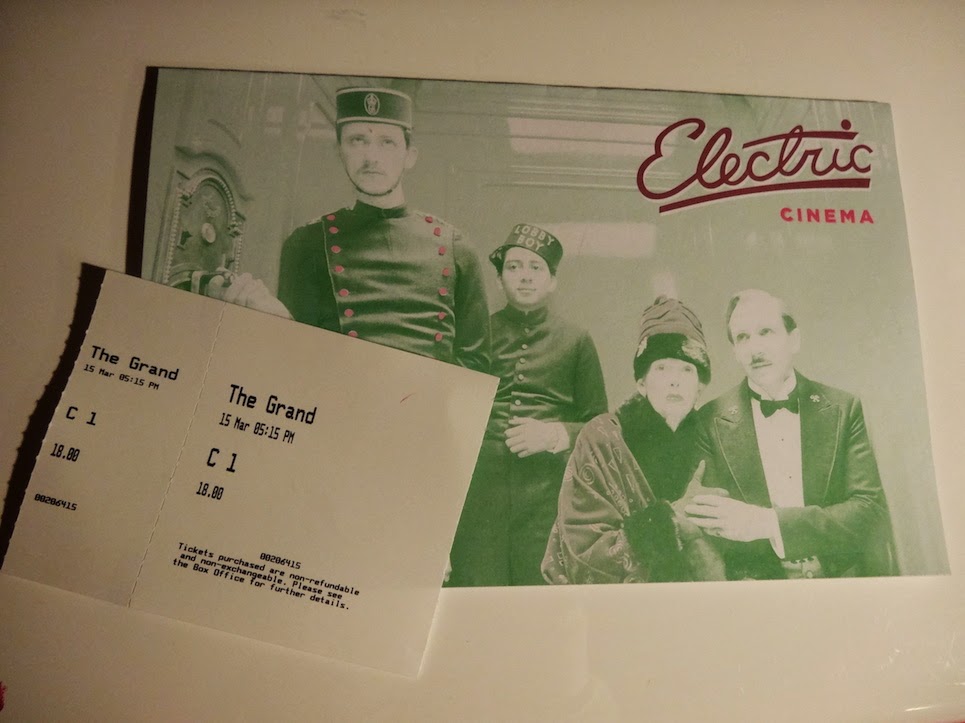 Electric
CINEMA
LOBBY
BOY
The Grand
15 Mar 05:15 PM
C 1
18.00
00206415
The Grand
15 Mar 05:15 PM
C 1
18.00
00206415
Tickets purchased are non-refundable
and non-exchangeable. Please see
the Box Office for further details.